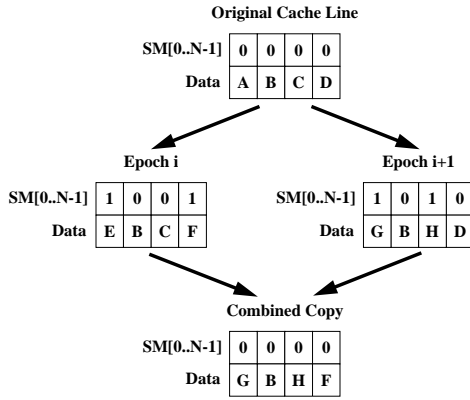 Original Cache Line
SM[0..N-1] 0 0 0 0
Data A B C D
Epoch i Epoch i+1
SM[0..N-1] 1 0 0 1 SM[0..N-1] 1 0 1 0
Data E B C F Data G B H D
Combined Copy
SM[0..N-1] 0 0 0 0
Data G B H F